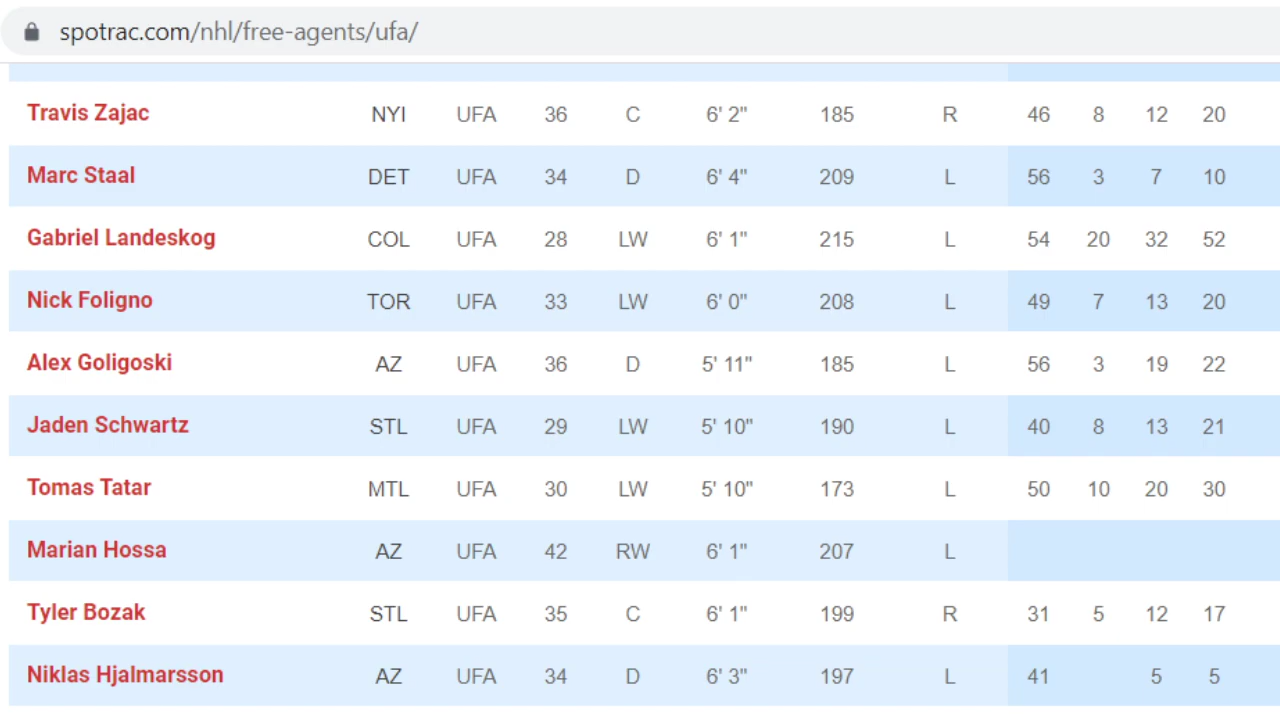 spotrac.com/nhl/free-agents/ufa/
Travis Zajac NYI UFA 36 C 6' 2" 185 R 46 8 12 20
Marc Staal DET UFA 34 D 6' 4" 209 L 56 3 7 10
Gabriel Landeskog COL UFA 28 LW 6' 1" 215 L 54 20 32 52
Nick Foligno TOR UFA 33 LW 6' 0" 208 L 49 7 13 20
Alex Goligoski AZ UFA 36 D 5' 11" 185 L 56 3 19 22
Jaden Schwartz STL UFA 29 LW 5' 10" 190 L 40 8 13 21
Tomas Tatar MTL UFA 30 LW 5' 10" 173 L 50 10 20 30
Marian Hossa AZ UFA 42 RW 6' 1" 207 L
Tyler Bozak STL UFA 35 C 6' 1" 199 R 31 5 12 17
Niklas Hjalmarsson AZ UFA 34 D 6' 3" 197 L 41 5 5